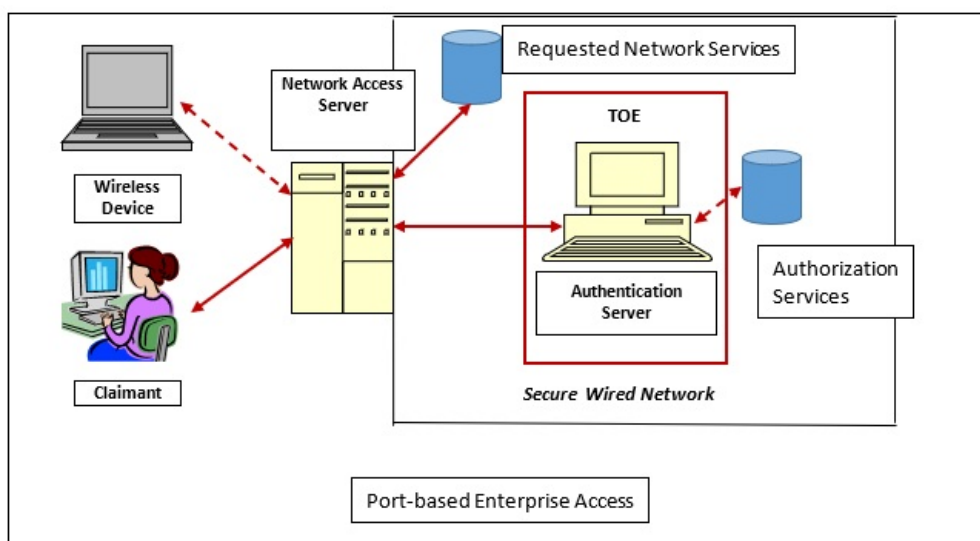 Requested Network Services
Network Access
Server
TOE
Wireless
Device
Authorization
Services
Authentication
Server
Claimant
Secure Wired Network
Port-based Enterprise Access